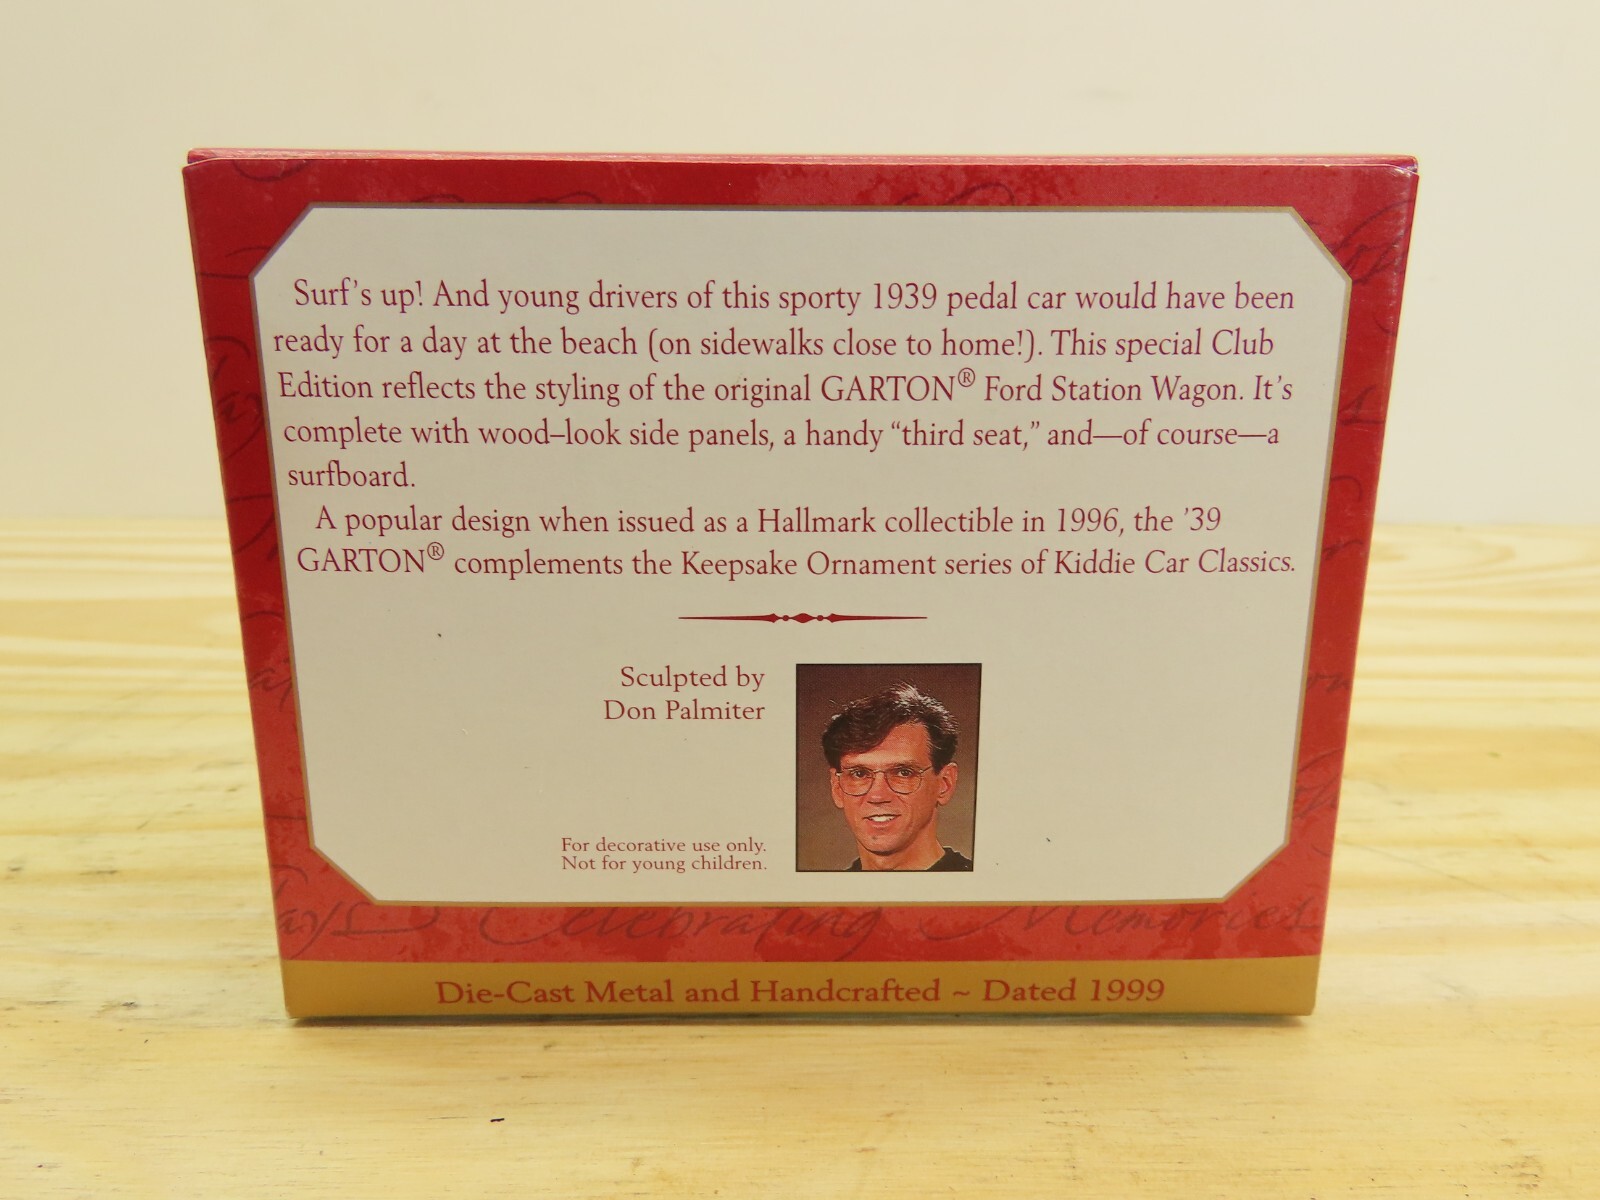 Surf's up! And young drivers of this sporty 1939 pedal car would have been
ready for a day at the beach (on sidewalks close to home!). This special Club
Edition reflects the styling of the original GARTON® Ford Station Wagon. It's
complete with wood–look side panels, a handy “third seat,” and—of course—a
surfboard.
A popular design when issued as a Hallmark collectible in 1996, the '39
GARTON® complements the Keepsake Ornament series of Kiddie Car Classics.
Sculpted by
Don Palmiter
For decorative use only.
Not for young children.
Celebrating Memories
Die-Cast Metal and Handcrafted ~ Dated 1999